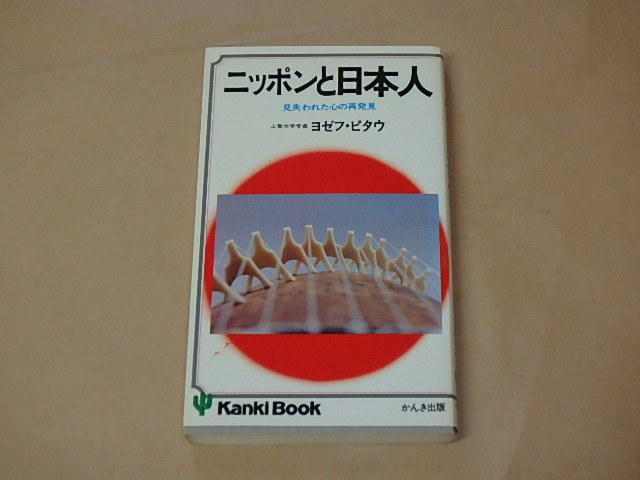 ニッポンと日本人
見失われた心の再発見
上智大学学長 ヨゼフ・ピタウ
Kanki Book
かんき出版